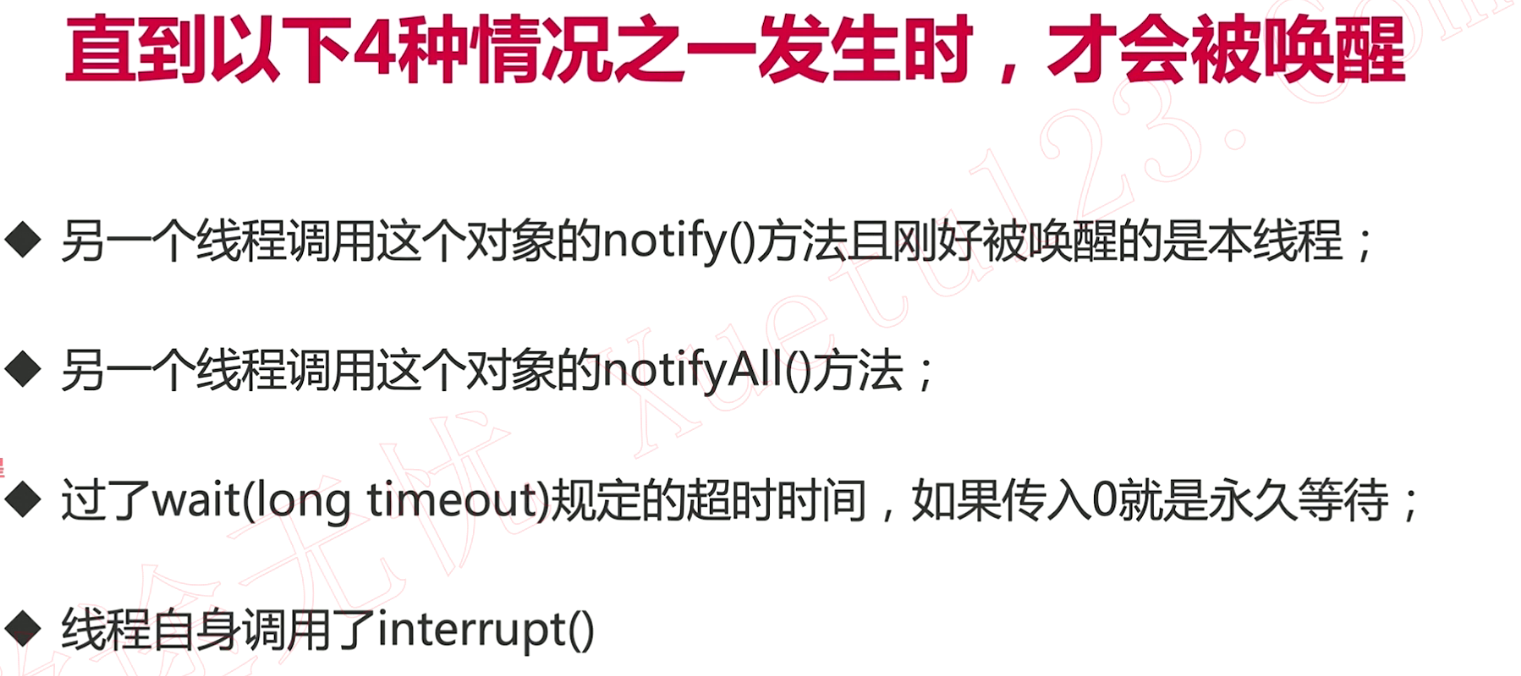 直到以下4种情况之一发生时，才会被唤醒
另一个线程调用这个对象的notify()方法且刚好被唤醒的是本线程；
另一个线程调用这个对象的notifyAll()方法；
过了wait(long timeout)规定的超时时间，如果传入0就是永久等待；
线程自身调用了interrupt()
途无忧 Xuetu123.com